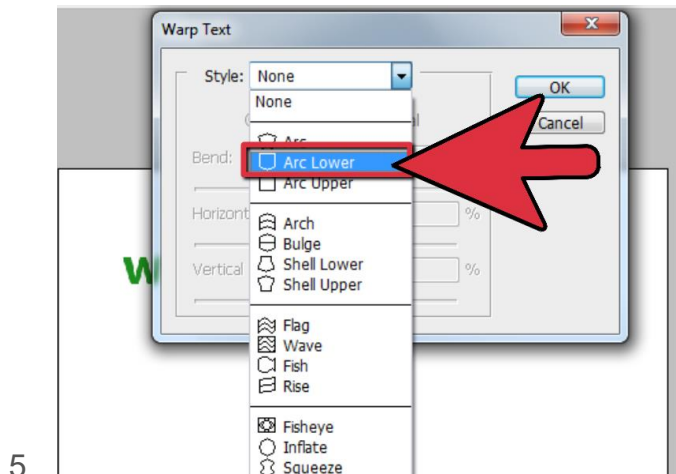 Warp Text
Style: None
OK
Cancel
None
Arc
Bend:
Arc Lower
Arc Upper
Horizont
%
Arch
Bulge
Vertical
%
Shell Lower
Shell Upper
Flag
Wave
Fish
Rise
Fisheye
Inflate
Squeeze
5